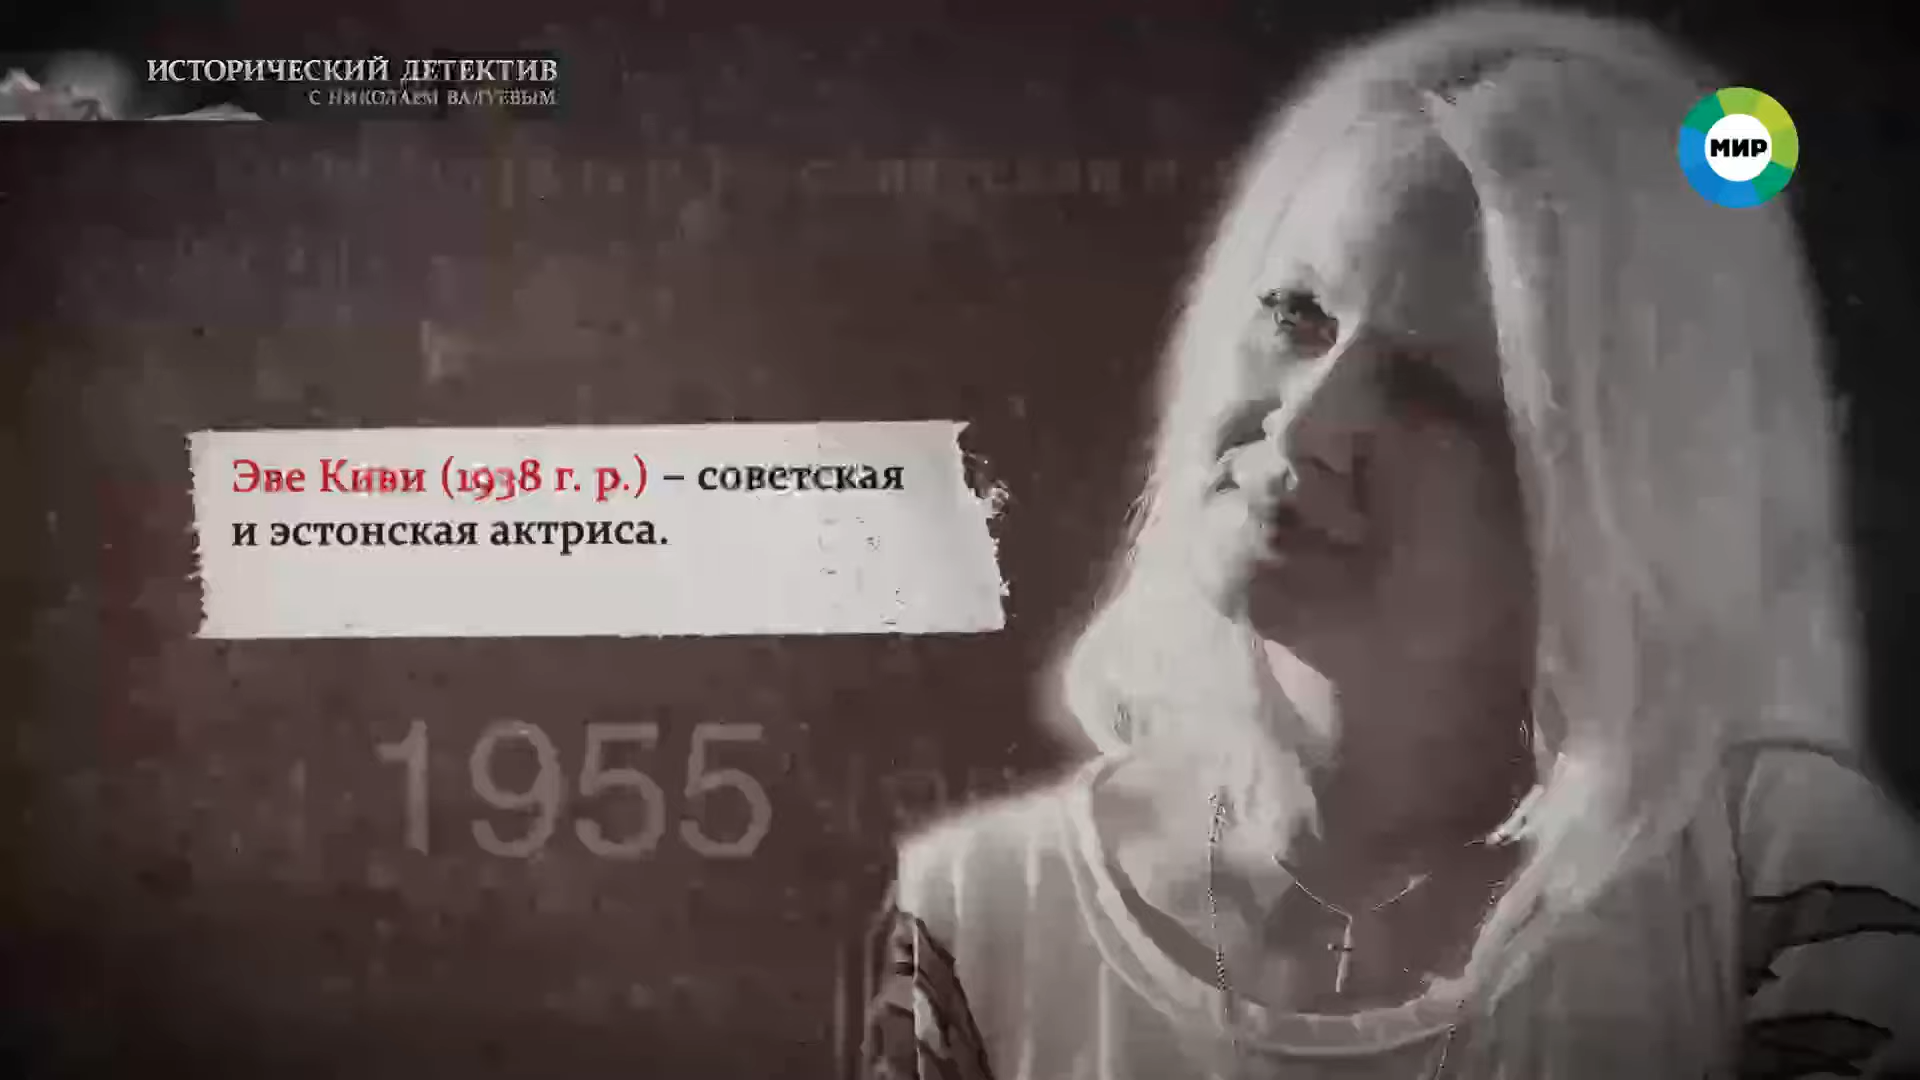 ИСТОРИЧЕСКИЙ ДЕТЕКТИВ
С НИКОЛАЕМ ВАЛУЕВЫМ
МИР
Эве Киви (1938 г. р.) – советская
и эстонская актриса.
1955